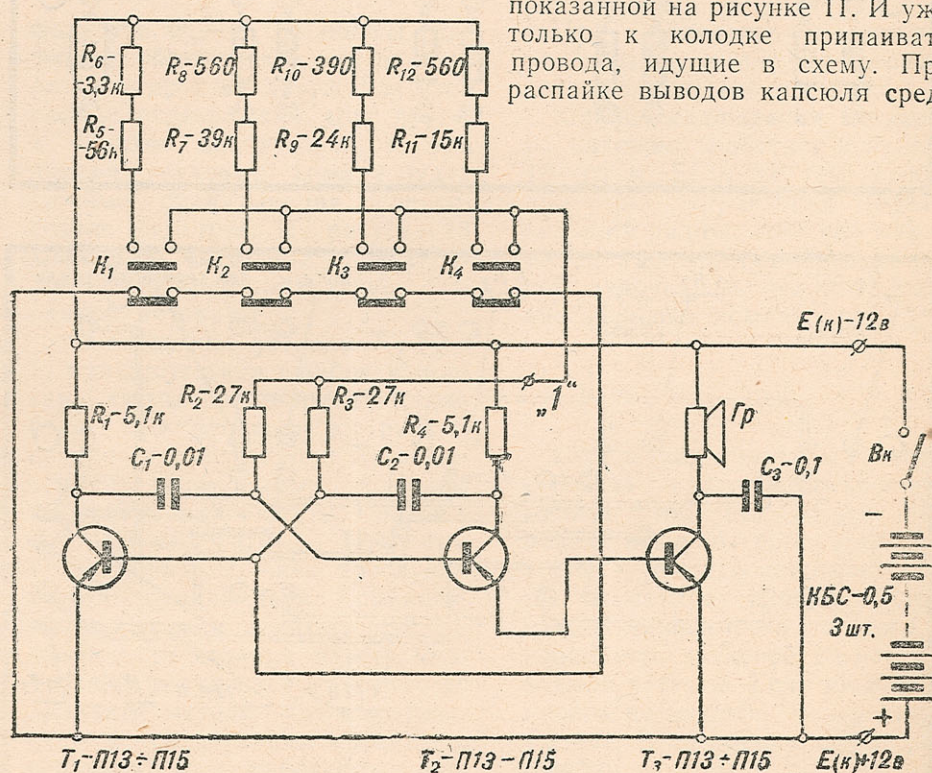 показанной на рисунке 11. И уж
только к колодке припаиват
провода, идущие в схему. Пр
распайке выводов капсюля сред
R₆-
-3,3к
R₈-560
R₁₀-390
R₁₂-560
R₅-
-56к
R₇-39к
R₉-24к
R₁₁-15к
К₁
К₂
К₃
К₄
Е(к)-12в
R₁-5,1к
R₂-27к
R₃-27к
R₄-5,1к
„1“
Гр
Вк
C₁-0,01
C₂-0,01
C₃-0,1
-
КБС-0,5
3 шт.
+
Т₁-П13÷П15
Т₂-П13-П15
Т₃-П13÷П15
Е(к)+12в